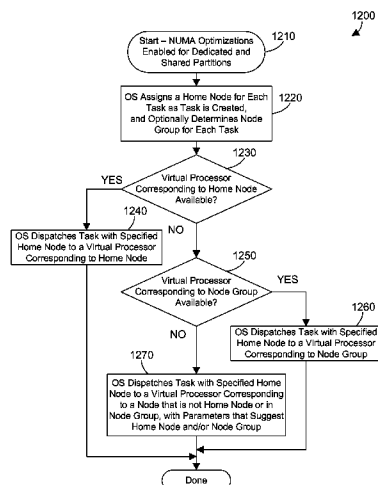 1200
Start – NUMA Optimizations
Enabled for Dedicated and
Shared Partitions
1210
OS Assigns a Home Node for Each
Task as Task is Created,
and Optionally Determines Node
Group for Each Task
1220
Virtual Processor
Corresponding to Home Node
Available?
1230
YES
NO
1240
OS Dispatches Task with Specified
Home Node to a Virtual Processor
Corresponding to Home Node
Virtual Processor
Corresponding to Node Group
Available?
1250
YES
NO
1260
OS Dispatches Task with Specified
Home Node to a Virtual Processor
Corresponding to Node Group
1270
OS Dispatches Task with Specified Home
Node to a Virtual Processor Corresponding
to a Node that is not Home Node or in
Node Group, with Parameters that Suggest
Home Node and/or Node Group
Done